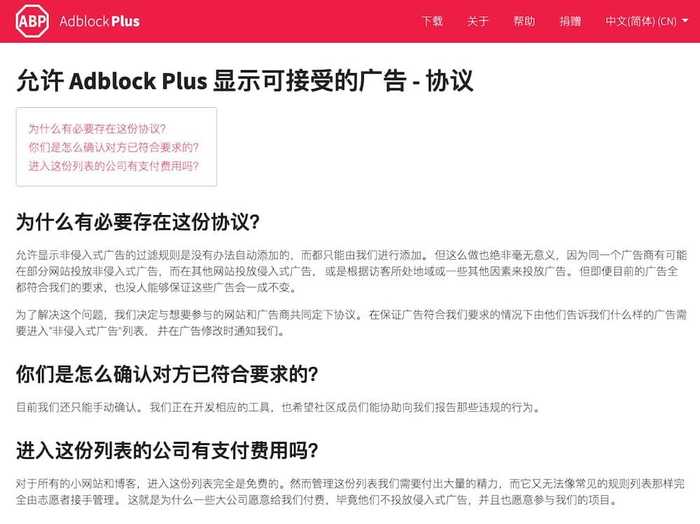 ABP Adblock Plus 下载 关于 帮助 捐赠 中文(简体) (CN)
允许 Adblock Plus 显示可接受的广告 - 协议
为什么有必要存在这份协议?
你们是怎么确认对方已符合要求的?
进入这份列表的公司有支付费用吗?
为什么有必要存在这份协议?
允许显示非侵入式广告的过滤规则是没有办法自动添加的，而都只能由我们进行添加。 但这么做也绝非毫无意义，因为同一个广告商有可能
在部分网站投放非侵入式广告，而在其他网站投放侵入式广告， 或是根据访客所处地域或一些其他因素来投放广告。 但即便目前的广告全
都符合我们的要求，也没人能够保证这些广告会一成不变。
为了解决这个问题，我们决定与想要参与的网站和广告商共同定下协议。 在保证广告符合我们要求的情况下由他们告诉我们什么样的广告需
要进入"非侵入式广告"列表， 并在广告修改时通知我们。
你们是怎么确认对方已符合要求的?
目前我们还只能手动确认。 我们正在开发相应的工具，也希望社区成员们能协助向我们报告那些违规的行为。
进入这份列表的公司有支付费用吗?
对于所有的小网站和博客，进入这份列表完全是免费的。然而管理这份列表我们需要付出大量的精力，而它又无法像常见的规则列表那样完
全由志愿者接手管理。 这就是为什么一些大公司愿意给我们付费，毕竟他们不投放侵入式广告，并且也愿意参与我们的项目。